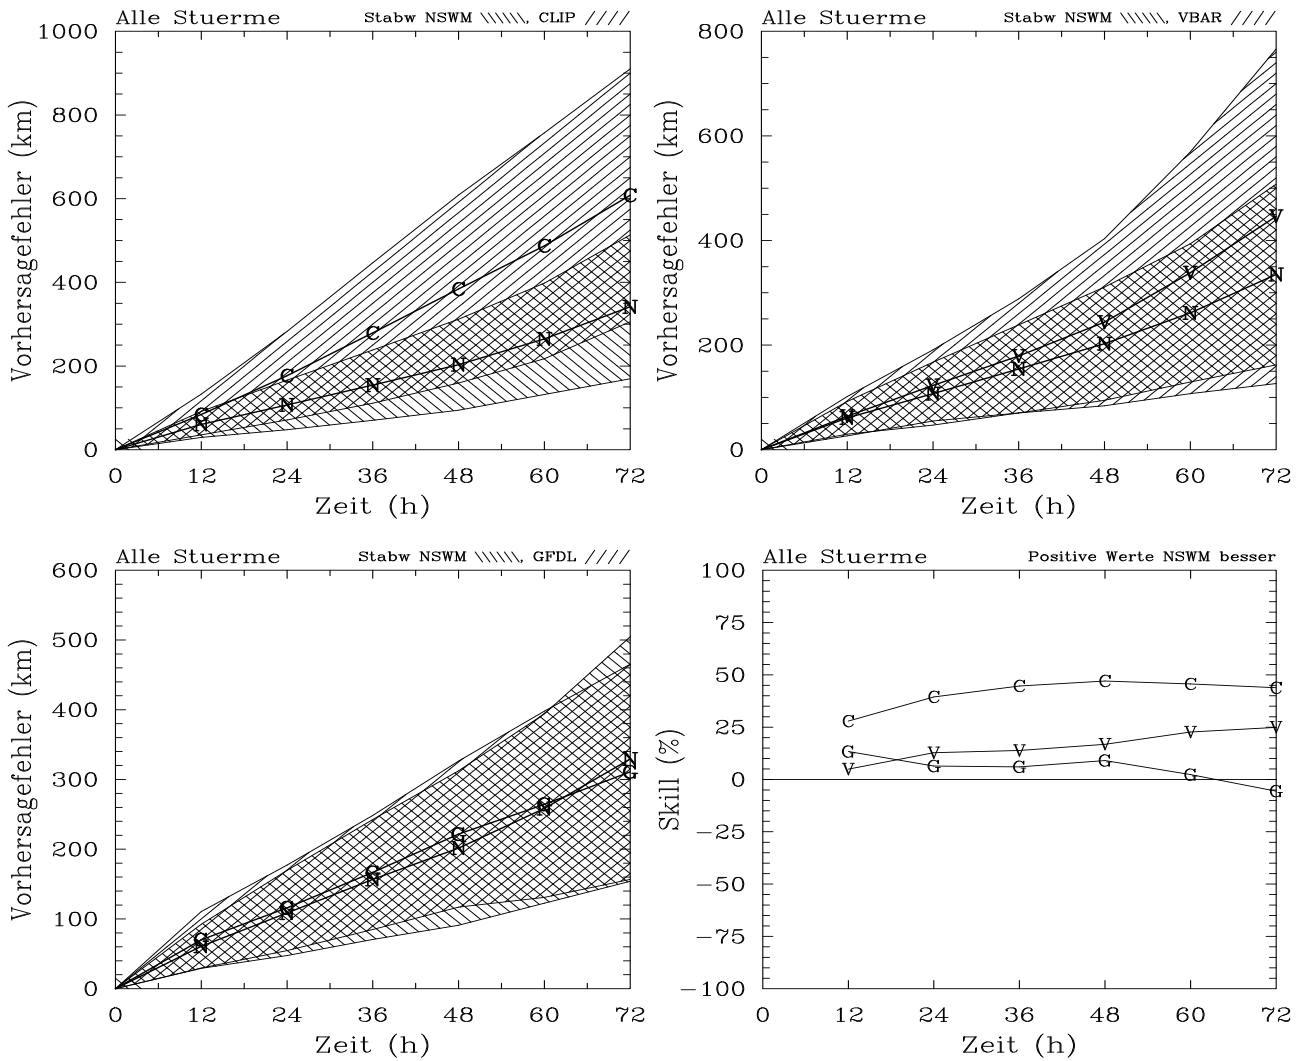 Alle Stuerme Stabw NSWM \\\\\\, CLIP ////
1000
800
600
400
200
0
Vorhersagefehler (km)
C C C C C C
N N N N N N
0 12 24 36 48 60 72
Zeit (h)
Alle Stuerme Stabw NSWM \\\\\\, VBAR ////
800
600
400
200
0
Vorhersagefehler (km)
V V V V V V
N N N N N N
0 12 24 36 48 60 72
Zeit (h)
Alle Stuerme Stabw NSWM \\\\\\, GFDL ////
600
500
400
300
200
100
0
Vorhersagefehler (km)
G G G G G G
N N N N N N
0 12 24 36 48 60 72
Zeit (h)
Alle Stuerme Positive Werte NSWM besser
100
75
50
25
0
−25
−50
−75
−100
Skill (%)
C C C C C C
V V V V V V
G G G G G G
0 12 24 36 48 60 72
Zeit (h)